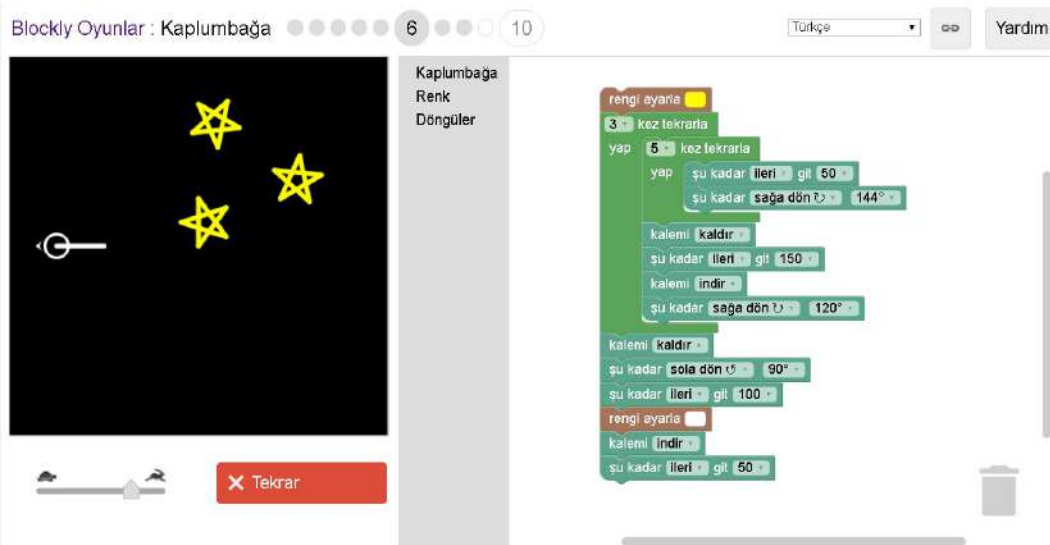 Blockly Oyunlar : Kaplumbağa 6 10 Türkçe Yardım
Kaplumbağa
Renk
Döngüler
rengi ayarla
3 kez tekrarla
yap 5 kez tekrarla
yap şu kadar ileri git 50
şu kadar sağa dön ↻ 144°
kalemi kaldır
şu kadar ileri git 150
kalemi indir
şu kadar sağa dön ↻ 120°
kalemi kaldır
şu kadar sola dön ↺ 90°
şu kadar ileri git 100
rengi ayarla
kalemi indir
şu kadar ileri git 50
Tekrar